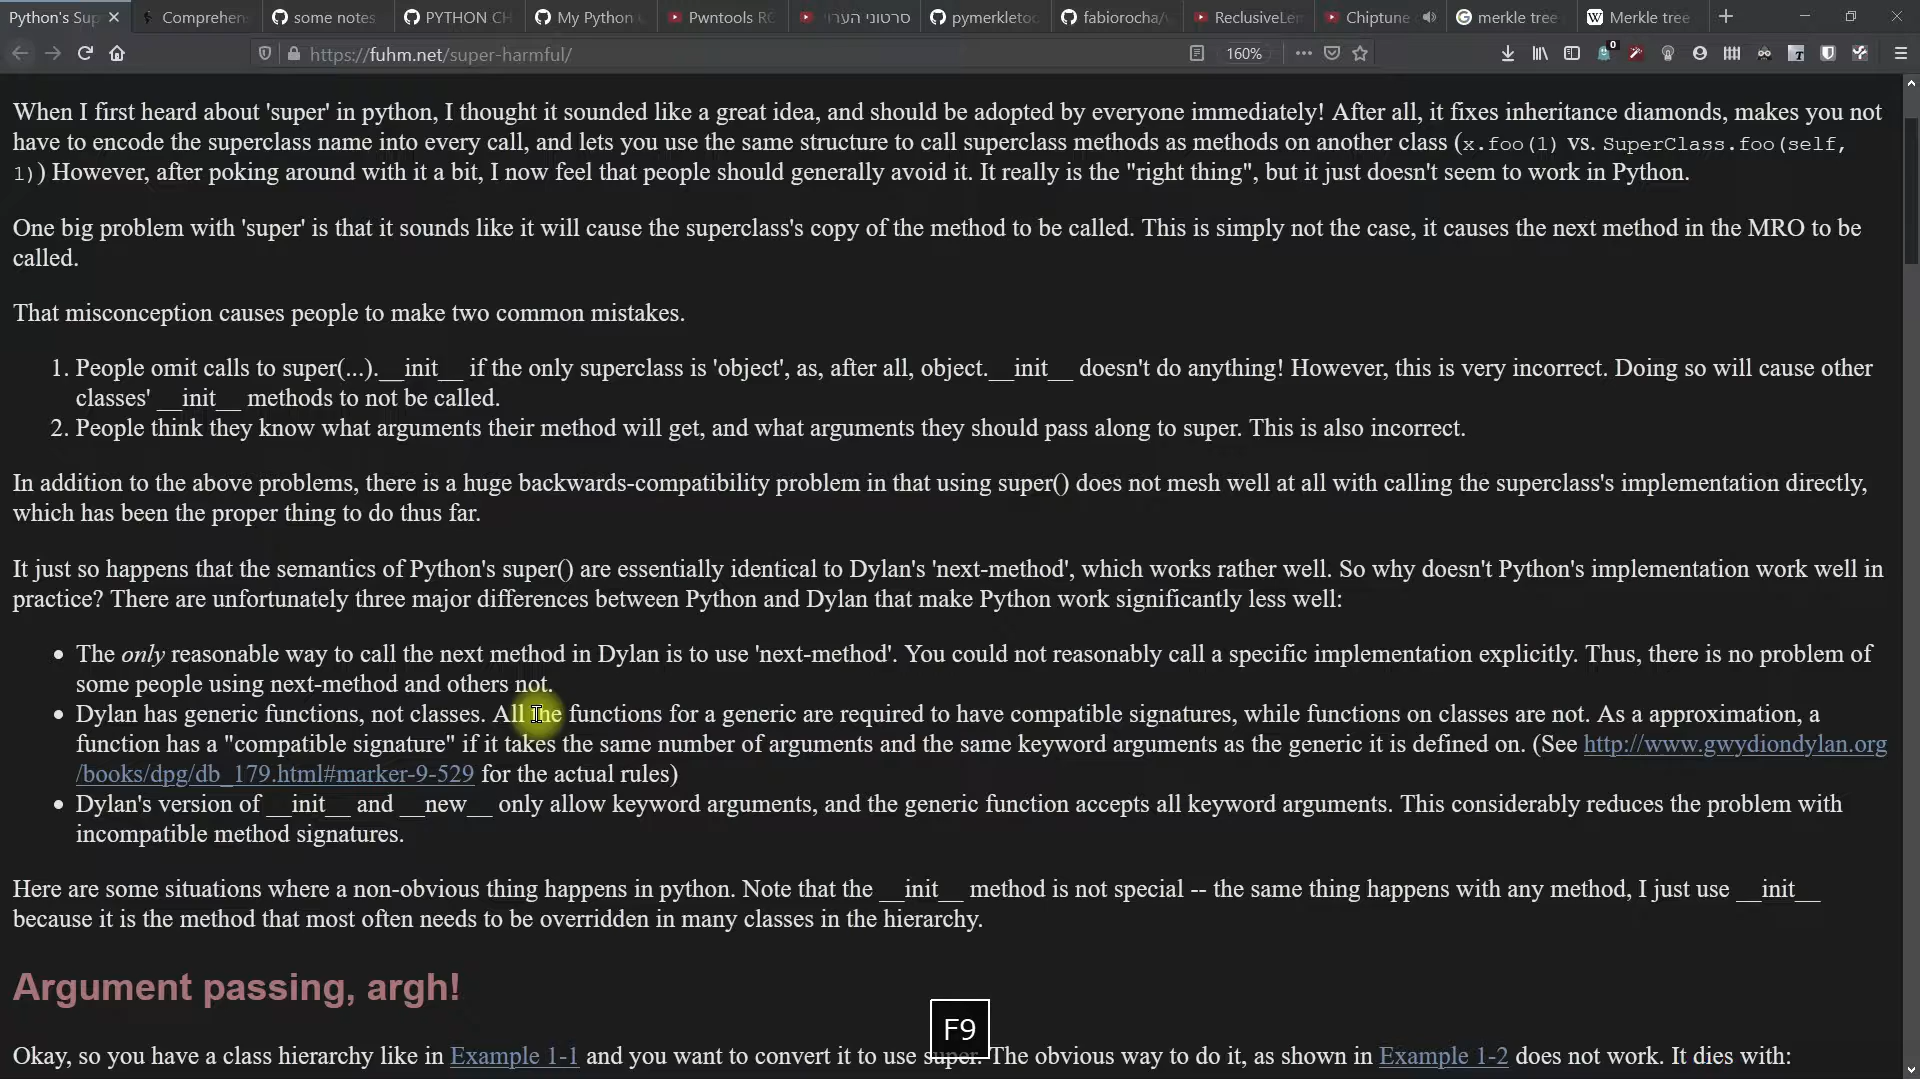 Python's Sup
Comprehen
some notes
PYTHON CH
My Python
Pwntools RO
סרטוני הערו
pymerkletoo
fabiorocha/
ReclusiveLe
Chiptune
merkle tree
Merkle tree
https://fuhm.net/super-harmful/
160%
0
When I first heard about 'super' in python, I thought it sounded like a great idea, and should be adopted by everyone immediately! After all, it fixes inheritance diamonds, makes you not
have to encode the superclass name into every call, and lets you use the same structure to call superclass methods as methods on another class (x.foo(1) vs. SuperClass.foo(self,
1)) However, after poking around with it a bit, I now feel that people should generally avoid it. It really is the "right thing", but it just doesn't seem to work in Python.
One big problem with 'super' is that it sounds like it will cause the superclass's copy of the method to be called. This is simply not the case, it causes the next method in the MRO to be
called.
That misconception causes people to make two common mistakes.
1. People omit calls to super(...).__init__ if the only superclass is 'object', as, after all, object.__init__ doesn't do anything! However, this is very incorrect. Doing so will cause other
classes' __init__ methods to not be called.
2. People think they know what arguments their method will get, and what arguments they should pass along to super. This is also incorrect.
In addition to the above problems, there is a huge backwards-compatibility problem in that using super() does not mesh well at all with calling the superclass's implementation directly,
which has been the proper thing to do thus far.
It just so happens that the semantics of Python's super() are essentially identical to Dylan's 'next-method', which works rather well. So why doesn't Python's implementation work well in
practice? There are unfortunately three major differences between Python and Dylan that make Python work significantly less well:
• The only reasonable way to call the next method in Dylan is to use 'next-method'. You could not reasonably call a specific implementation explicitly. Thus, there is no problem of
some people using next-method and others not.
• Dylan has generic functions, not classes. All the functions for a generic are required to have compatible signatures, while functions on classes are not. As a approximation, a
function has a "compatible signature" if it takes the same number of arguments and the same keyword arguments as the generic it is defined on. (See http://www.gwydiondylan.org
/books/dpg/db_179.html#marker-9-529 for the actual rules)
• Dylan's version of __init__ and __new__ only allow keyword arguments, and the generic function accepts all keyword arguments. This considerably reduces the problem with
incompatible method signatures.
Here are some situations where a non-obvious thing happens in python. Note that the __init__ method is not special -- the same thing happens with any method, I just use __init__
because it is the method that most often needs to be overridden in many classes in the hierarchy.
Argument passing, argh!
F9
Okay, so you have a class hierarchy like in Example 1-1 and you want to convert it to use super. The obvious way to do it, as shown in Example 1-2 does not work. It dies with: